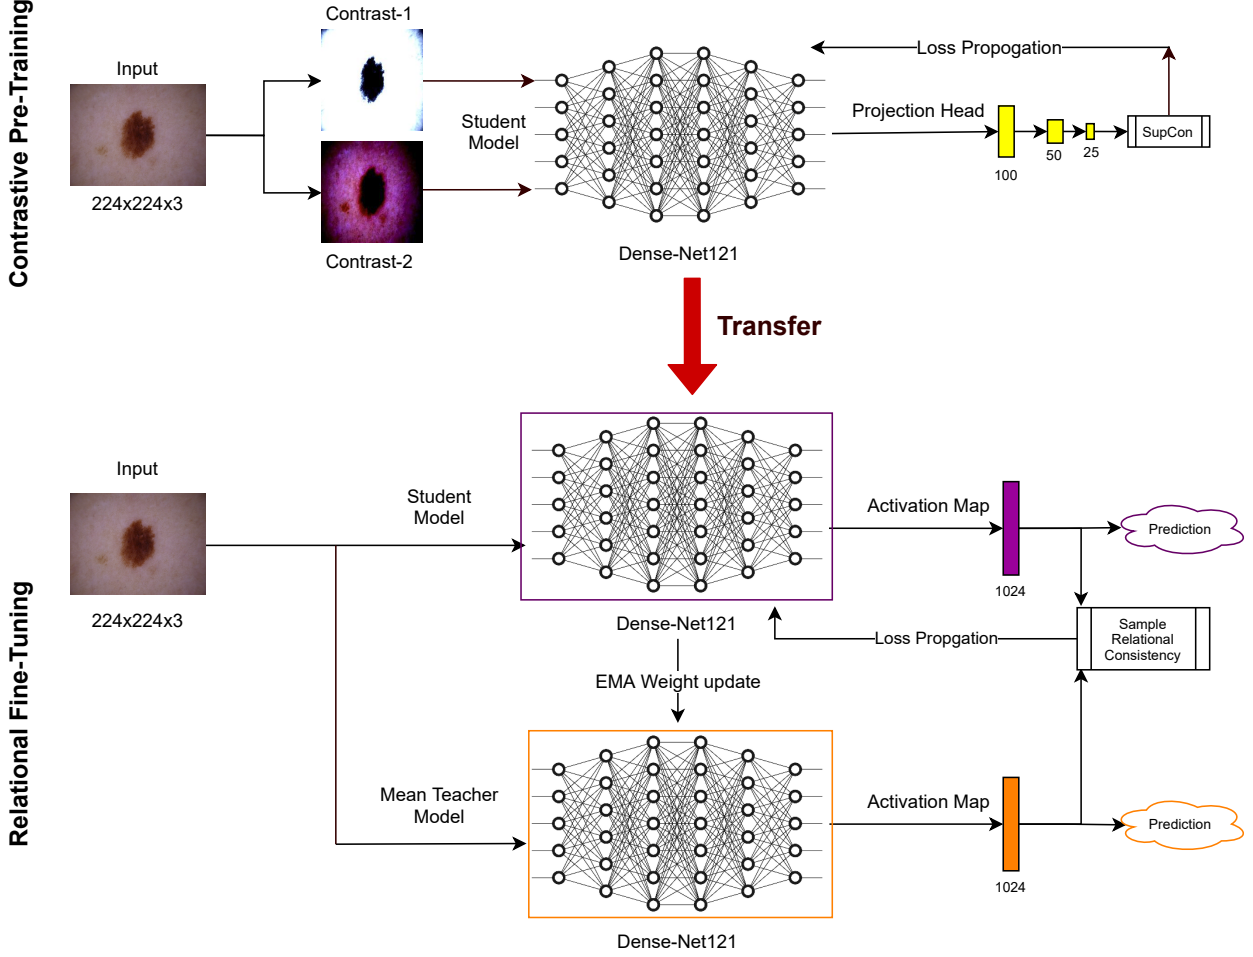 Contrastive Pre-Training
Input
224x224x3
Contrast-1
Contrast-2
Student
Model
Dense-Net121
Loss Propogation
Projection Head
100
50
25
SupCon
Transfer
Relational Fine-Tuning
Input
224x224x3
Student
Model
Dense-Net121
Activation Map
1024
Prediction
Sample
Relational
Consistency
Loss Propgation
EMA Weight update
Mean Teacher
Model
Dense-Net121
Activation Map
1024
Prediction